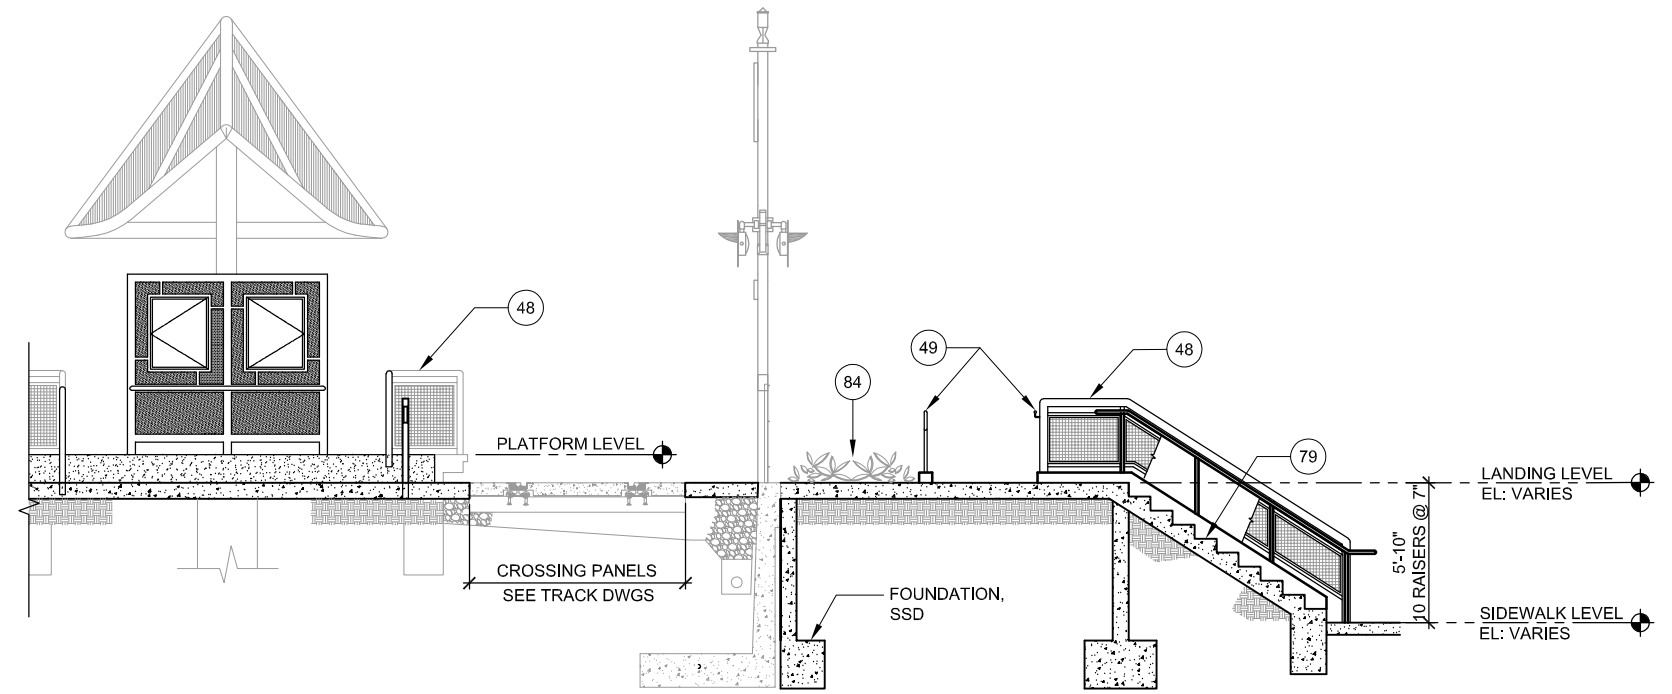 48
49
48
84
PLATFORM LEVEL
79
LANDING LEVEL
EL: VARIES
5'-10"
10 RAISERS @ 7"
CROSSING PANELS
SEE TRACK DWGS
FOUNDATION,
SSD
SIDEWALK LEVEL
EL: VARIES